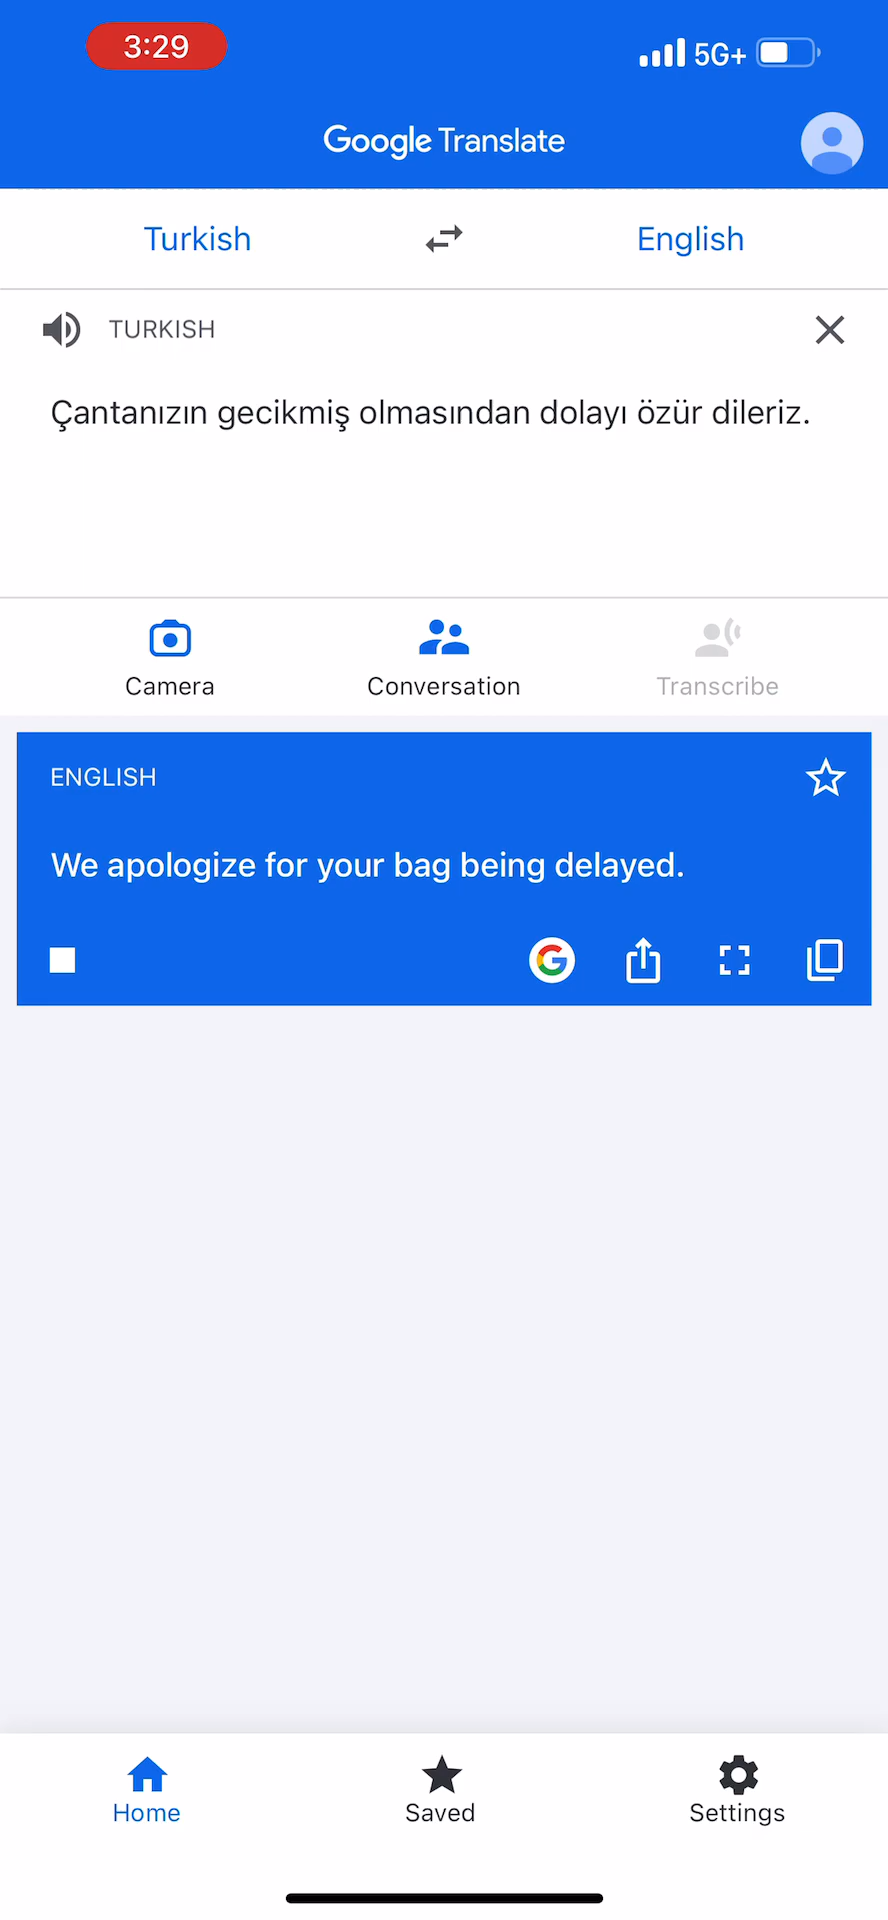 3:29
5G+
Google Translate
Turkish
English
TURKISH
Çantanızın gecikmiş olmasından dolayı özür dileriz.
Camera
Conversation
Transcribe
ENGLISH
We apologize for your bag being delayed.
Home
Saved
Settings